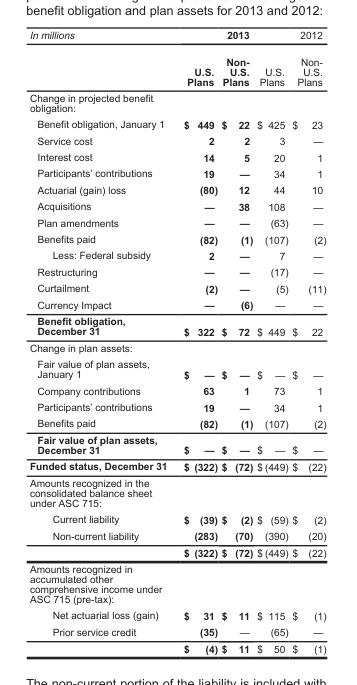 benefit obligation and plan assets for 2013 and 2012:
In millions 2013 2012
U.S. Plans Non-U.S. Plans U.S. Plans Non-U.S. Plans
Change in projected benefit
obligation:
Benefit obligation, January 1 $ 449 $ 22 $ 425 $ 23
Service cost 2 2 3 —
Interest cost 14 5 20 1
Participants' contributions 19 — 34 1
Actuarial (gain) loss (80) 12 44 10
Acquisitions — 38 108 —
Plan amendments — — (63) —
Benefits paid (82) (1) (107) (2)
Less: Federal subsidy 2 — 7 —
Restructuring — — (17) —
Curtailment (2) — (5) (11)
Currency Impact — (6) — —
Benefit obligation,
December 31 $ 322 $ 72 $ 449 $ 22
Change in plan assets:
Fair value of plan assets,
January 1 $ — $ — $ — $ —
Company contributions 63 1 73 1
Participants' contributions 19 — 34 1
Benefits paid (82) (1) (107) (2)
Fair value of plan assets,
December 31 $ — $ — $ — $ —
Funded status, December 31 $ (322) $ (72) $ (449) $ (22)
Amounts recognized in the
consolidated balance sheet
under ASC 715:
Current liability $ (39) $ (2) $ (59) $ (2)
Non-current liability (283) (70) (390) (20)
$ (322) $ (72) $ (449) $ (22)
Amounts recognized in
accumulated other
comprehensive income under
ASC 715 (pre-tax):
Net actuarial loss (gain) $ 31 $ 11 $ 115 $ (1)
Prior service credit (35) — (65) —
$ (4) $ 11 $ 50 $ (1)
The non-current portion of the liability is included with